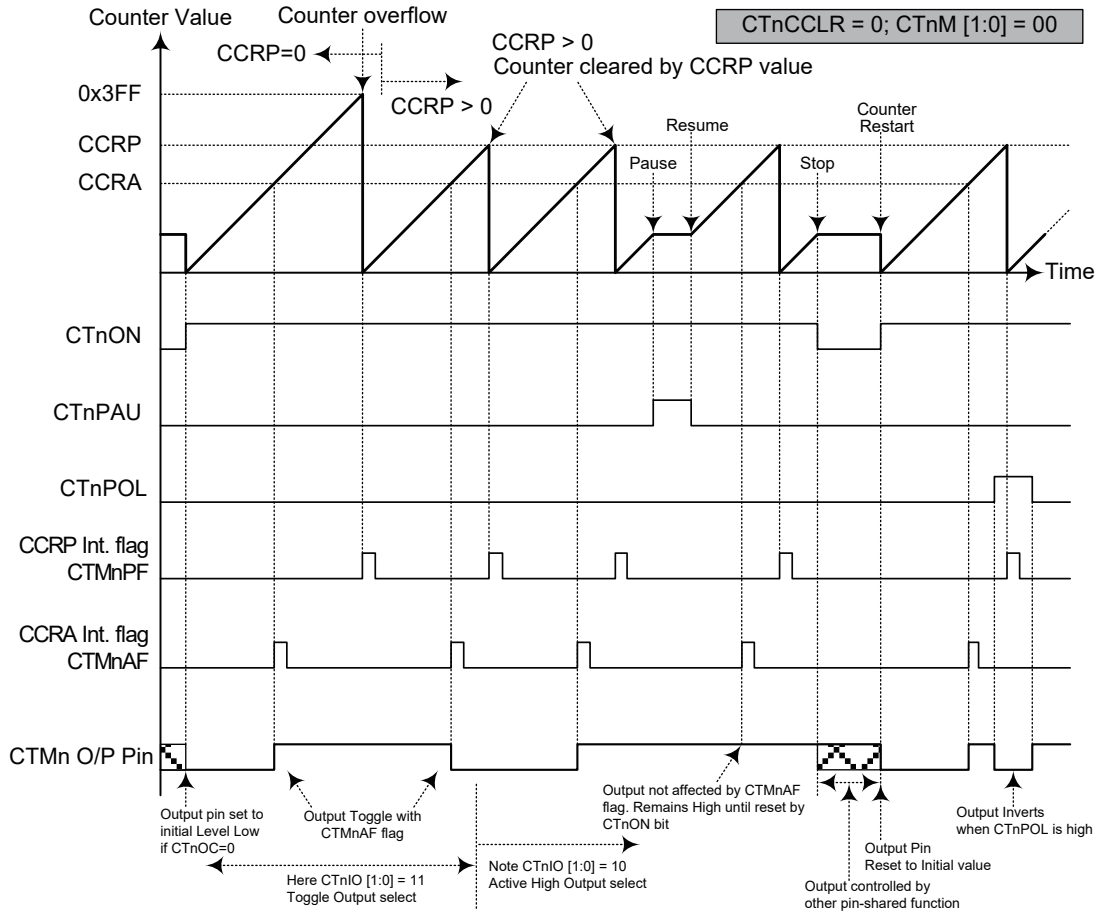 Counter Value
Counter overflow
CTnCCLR = 0; CTnM [1:0] = 00
CCRP=0
CCRP > 0
CCRP > 0
Counter cleared by CCRP value
0x3FF
CCRP
CCRA
Pause
Resume
Stop
Counter
Restart
Time
CTnON
CTnPAU
CTnPOL
CCRP Int. flag
CTMnPF
CCRA Int. flag
CTMnAF
CTMn O/P Pin
Output pin set to
initial Level Low
if CTnOC=0
Output Toggle with
CTMnAF flag
Output not affected by CTMnAF
flag. Remains High until reset by
CTnON bit
Output Inverts
when CTnPOL is high
Output Pin
Reset to Initial value
Here CTnIO [1:0] = 11
Toggle Output select
Note CTnIO [1:0] = 10
Active High Output select
Output controlled by
other pin-shared function